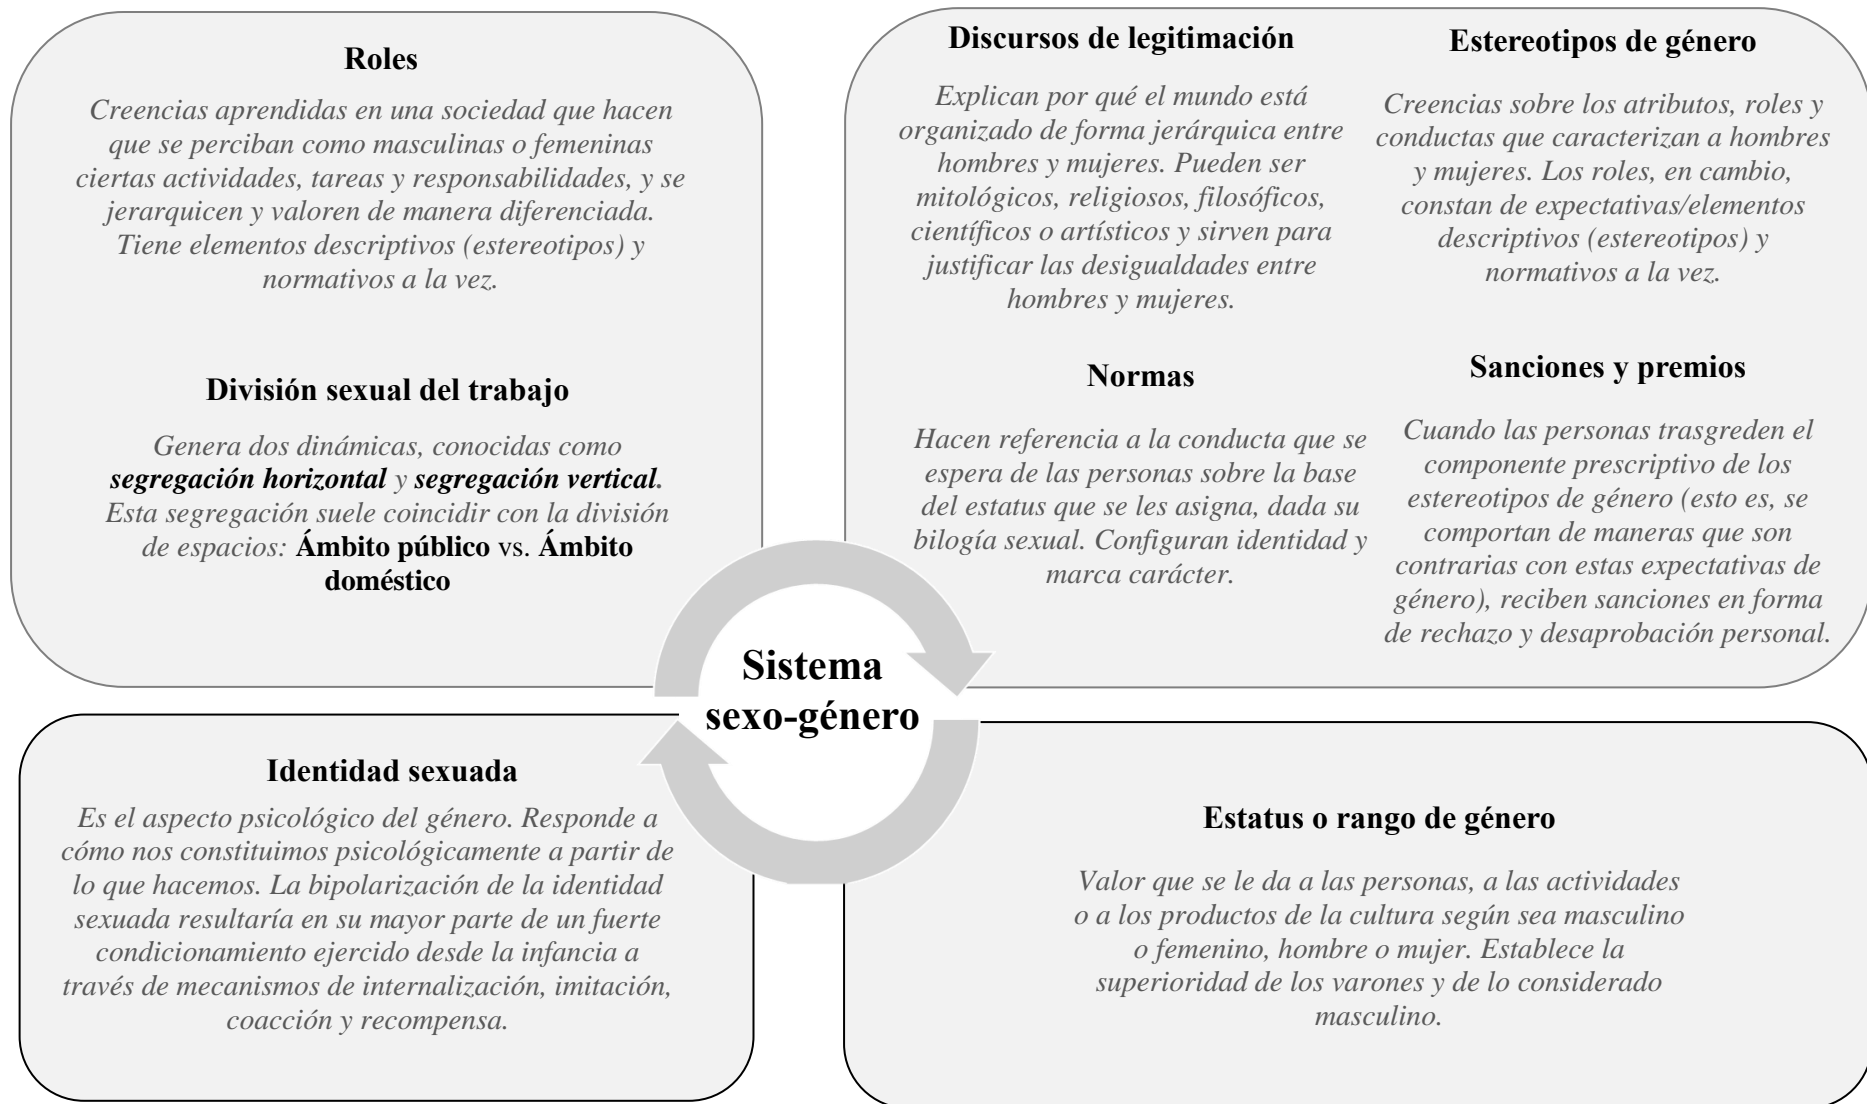 Roles
Creencias aprendidas en una sociedad que hacen
que se perciban como masculinas o femeninas
ciertas actividades, tareas y responsabilidades, y se
jerarquicen y valoren de manera diferenciada.
Tiene elementos descriptivos (estereotipos) y
normativos a la vez.
División sexual del trabajo
Genera dos dinámicas, conocidas como
segregación horizontal y segregación vertical.
Esta segregación suele coincidir con la división
de espacios: Ámbito público vs. Ámbito
doméstico
Discursos de legitimación
Explican por qué el mundo está
organizado de forma jerárquica entre
hombres y mujeres. Pueden ser
mitológicos, religiosos, filosóficos,
científicos o artísticos y sirven para
justificar las desigualdades entre
hombres y mujeres.
Estereotipos de género
Creencias sobre los atributos, roles y
conductas que caracterizan a hombres
y mujeres. Los roles, en cambio,
constan de expectativas/elementos
descriptivos (estereotipos) y
normativos a la vez.
Normas
Hacen referencia a la conducta que se
espera de las personas sobre la base
del estatus que se les asigna, dada su
bilogía sexual. Configuran identidad y
marca carácter.
Sanciones y premios
Cuando las personas trasgreden el
componente prescriptivo de los
estereotipos de género (esto es, se
comportan de maneras que son
contrarias con estas expectativas de
género), reciben sanciones en forma
de rechazo y desaprobación personal.
Sistema
sexo-género
Identidad sexuada
Es el aspecto psicológico del género. Responde a
cómo nos constituimos psicológicamente a partir de
lo que hacemos. La bipolarización de la identidad
sexuada resultaría en su mayor parte de un fuerte
condicionamiento ejercido desde la infancia a
través de mecanismos de internalización, imitación,
coacción y recompensa.
Estatus o rango de género
Valor que se le da a las personas, a las actividades
o a los productos de la cultura según sea masculino
o femenino, hombre o mujer. Establece la
superioridad de los varones y de lo considerado
masculino.